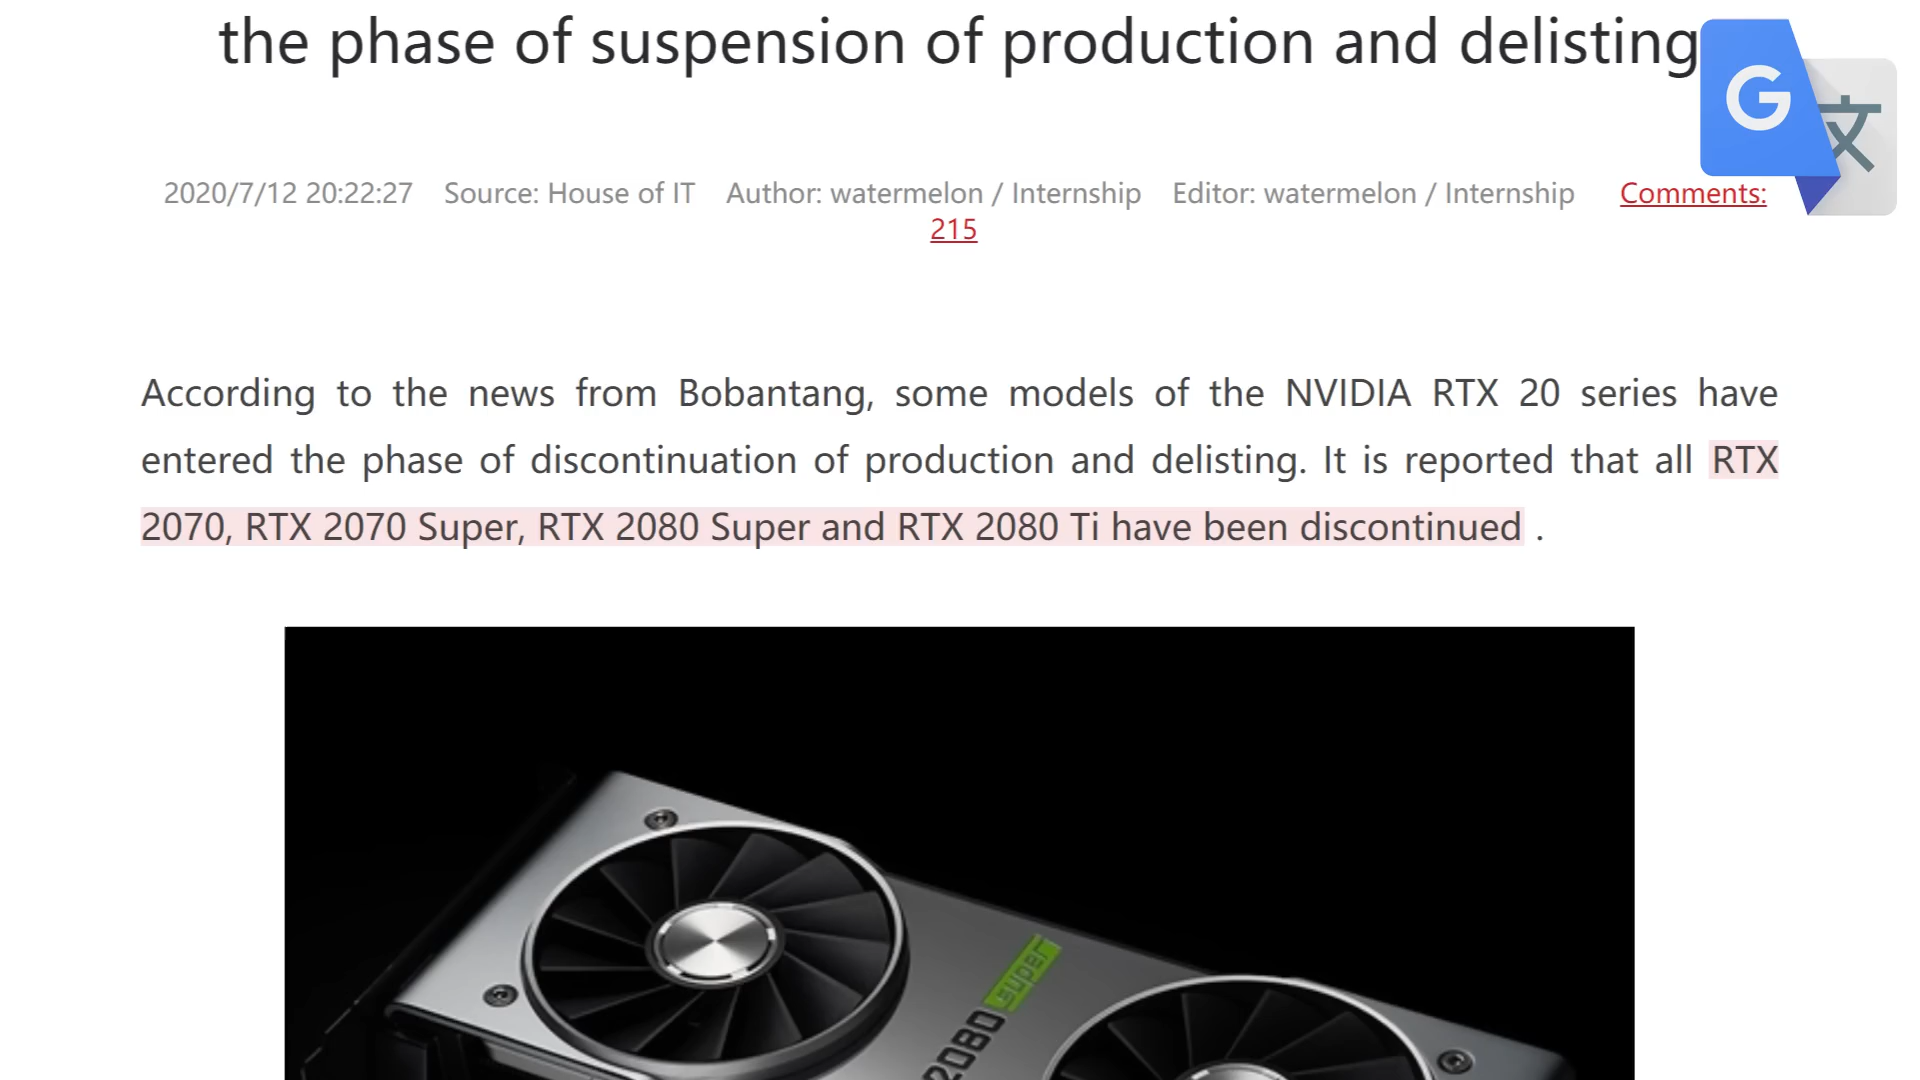 the phase of suspension of production and delisting
G 文
2020/7/12 20:22:27 Source: House of IT Author: watermelon / Internship Editor: watermelon / Internship Comments:
215
According to the news from Bobantang, some models of the NVIDIA RTX 20 series have
entered the phase of discontinuation of production and delisting. It is reported that all RTX
2070, RTX 2070 Super, RTX 2080 Super and RTX 2080 Ti have been discontinued .
2080 super